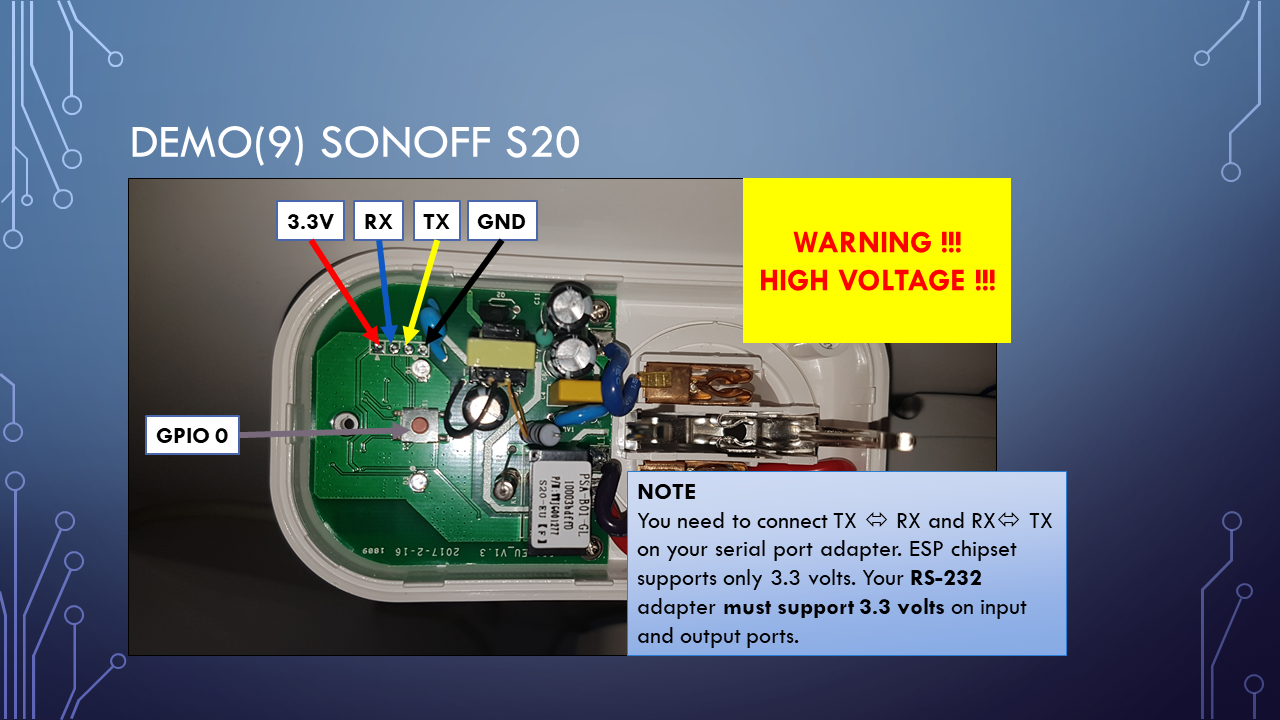 DEMO(9) SONOFF S20
3.3V
RX
TX
GND
WARNING !!!
HIGH VOLTAGE !!!
GPIO 0
NOTE
You need to connect TX ⇔ RX and RX⇔ TX
on your serial port adapter. ESP chipset
supports only 3.3 volts. Your RS-232
adapter must support 3.3 volts on input
and output ports.
PSA-B01-GL
S20-EU
EU_V1.3
2017-2-16
1809